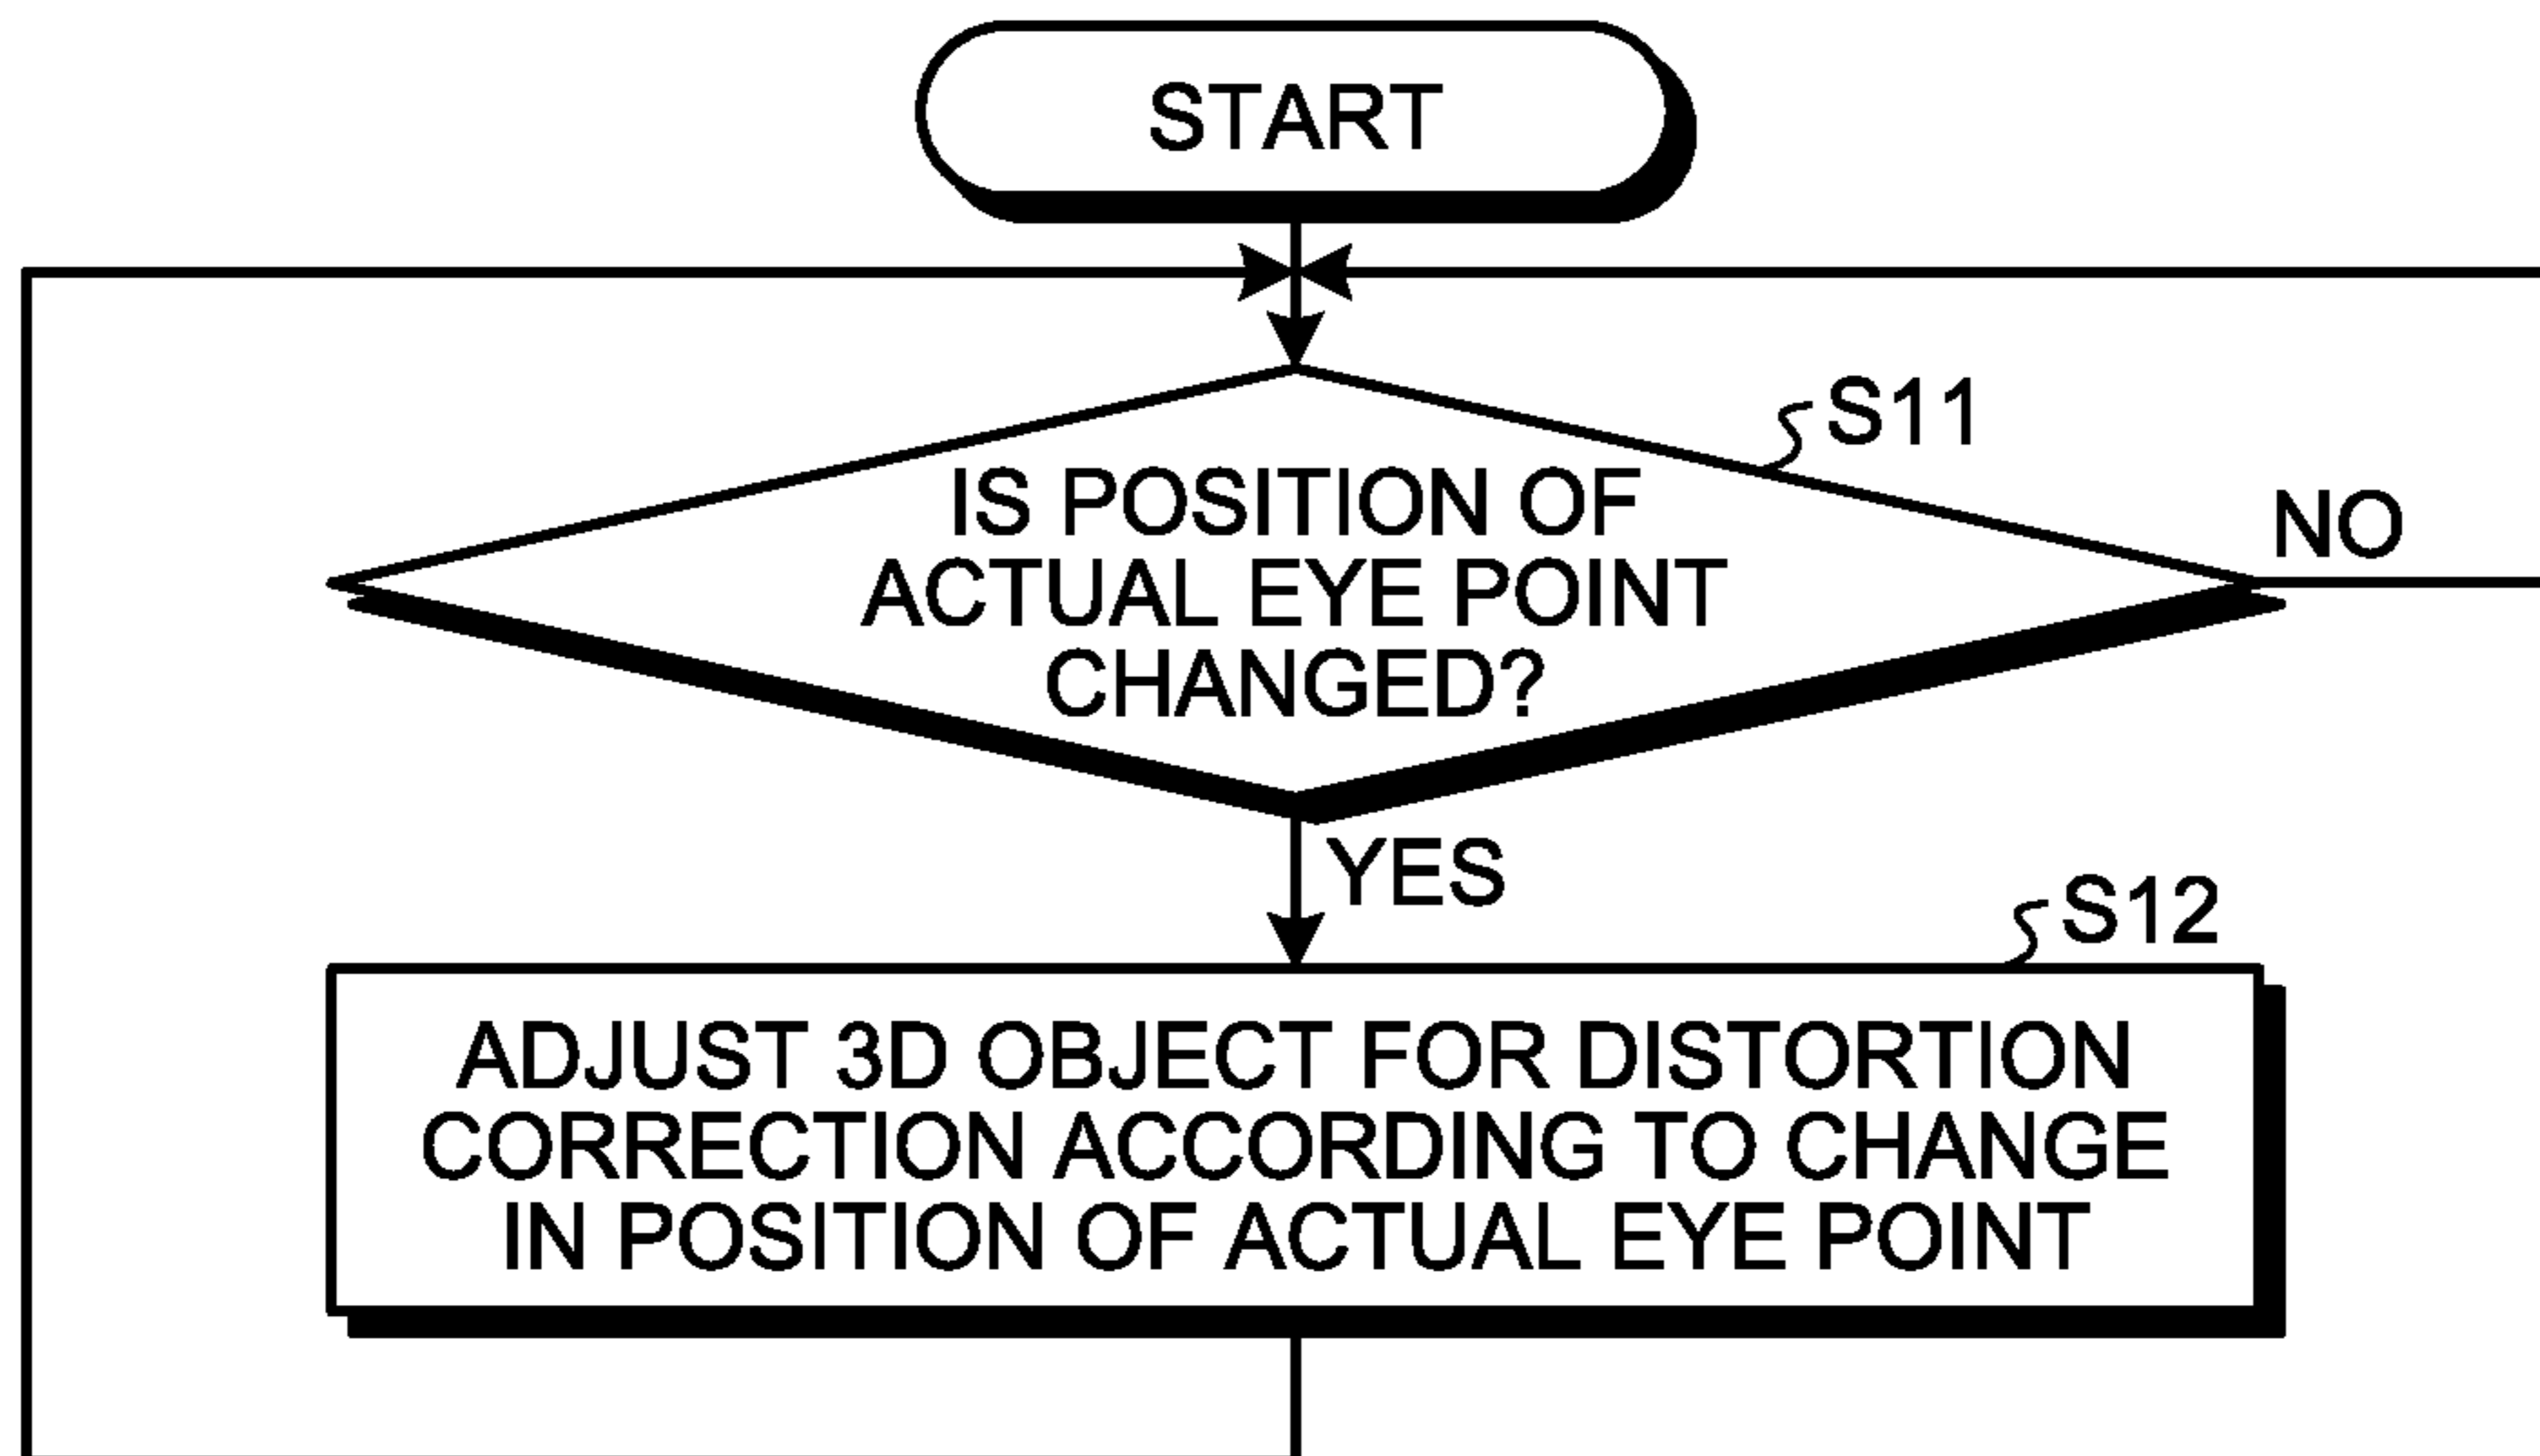 START
S11
IS POSITION OF
ACTUAL EYE POINT
CHANGED?
NO
YES
S12
ADJUST 3D OBJECT FOR DISTORTION
CORRECTION ACCORDING TO CHANGE
IN POSITION OF ACTUAL EYE POINT